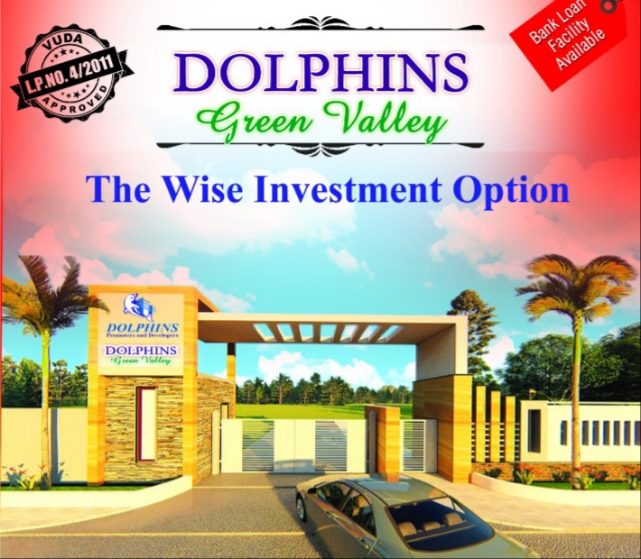 VUDA
L.P.NO. 4/2011
APPROVED
Bank Loan
Facility
Available
DOLPHINS
Green Valley
The Wise Investment Option
DOLPHINS
Promoters and Developers
DOLPHINS
Green Valley